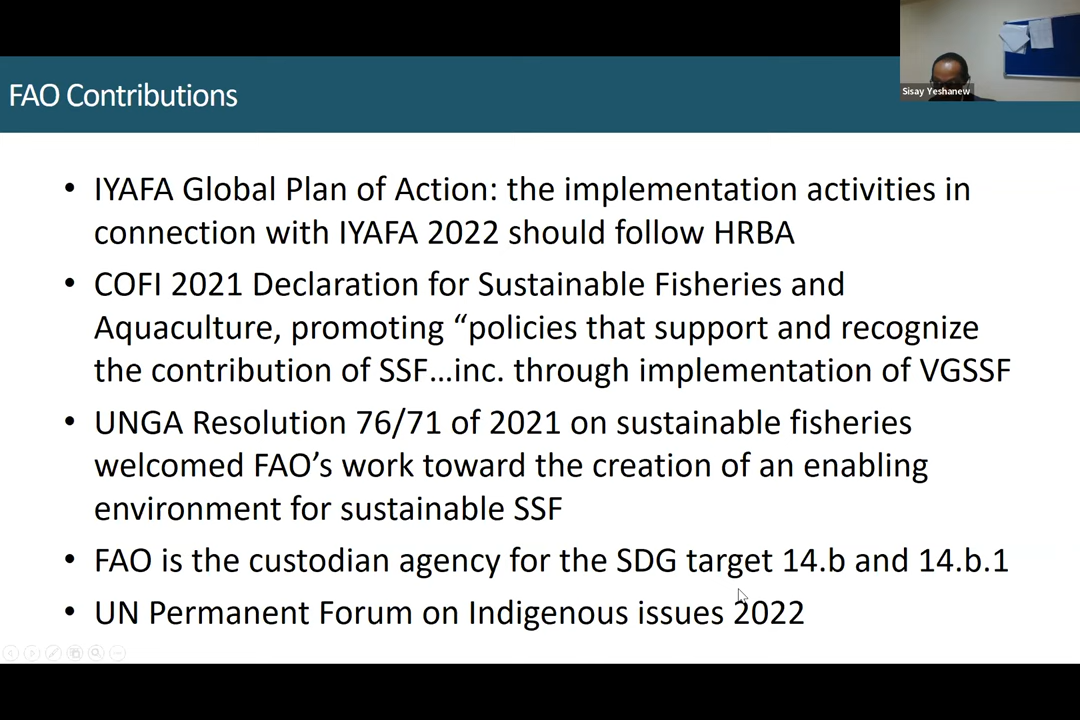 FAO Contributions
Sisay Yeshanew
• IYAFA Global Plan of Action: the implementation activities in
connection with IYAFA 2022 should follow HRBA
• COFI 2021 Declaration for Sustainable Fisheries and
Aquaculture, promoting “policies that support and recognize
the contribution of SSF...inc. through implementation of VGSSF
• UNGA Resolution 76/71 of 2021 on sustainable fisheries
welcomed FAO’s work toward the creation of an enabling
environment for sustainable SSF
• FAO is the custodian agency for the SDG target 14.b and 14.b.1
• UN Permanent Forum on Indigenous issues 2022